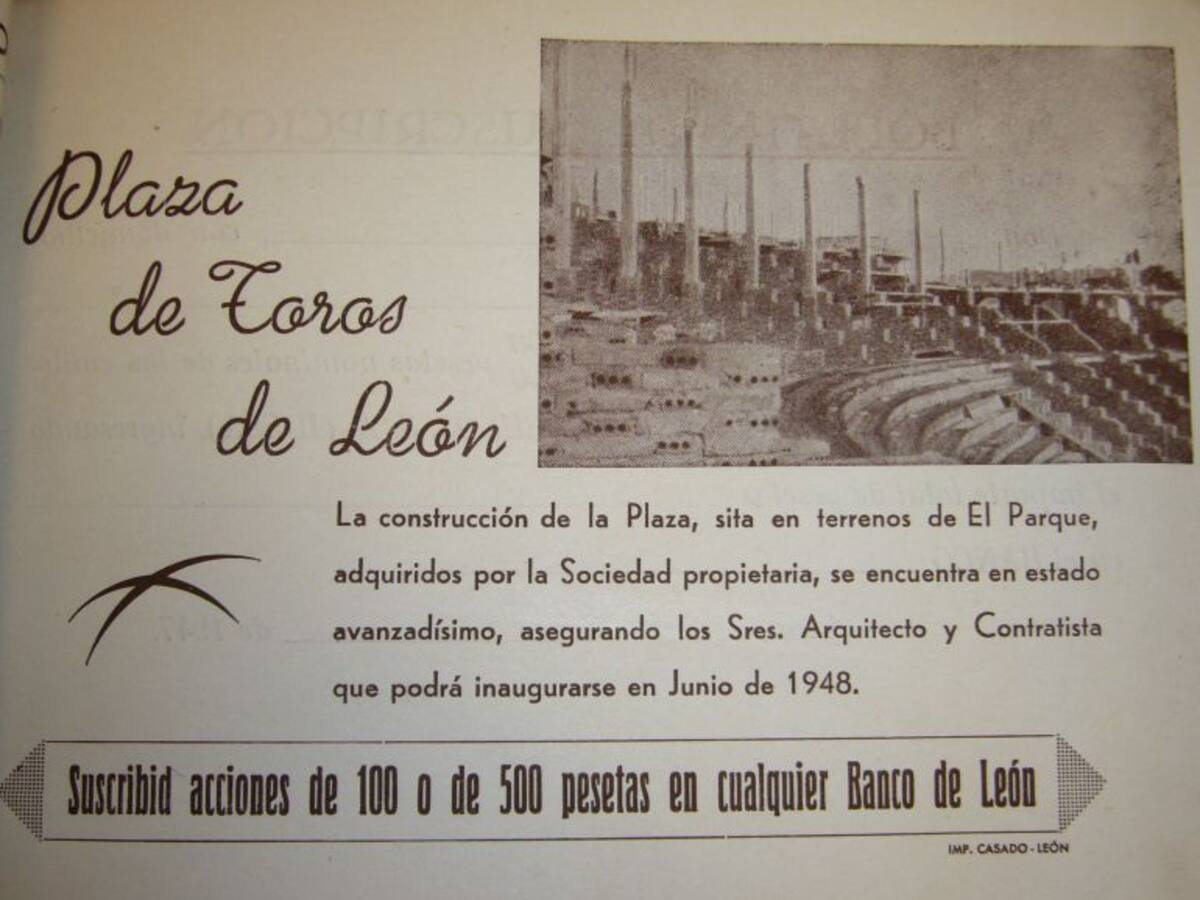 Plaza
de Toros
de León
La construcción de la Plaza, sita en terrenos de El Parque,
adquiridos por la Sociedad propietaria, se encuentra en estado
avanzadísimo, asegurando los Sres. Arquitecto y Contratista
que podrá inaugurarse en Junio de 1948.
Suscribid acciones de 100 o de 500 pesetas en cualquier Banco de León
IMP. CASADO - LEÓN